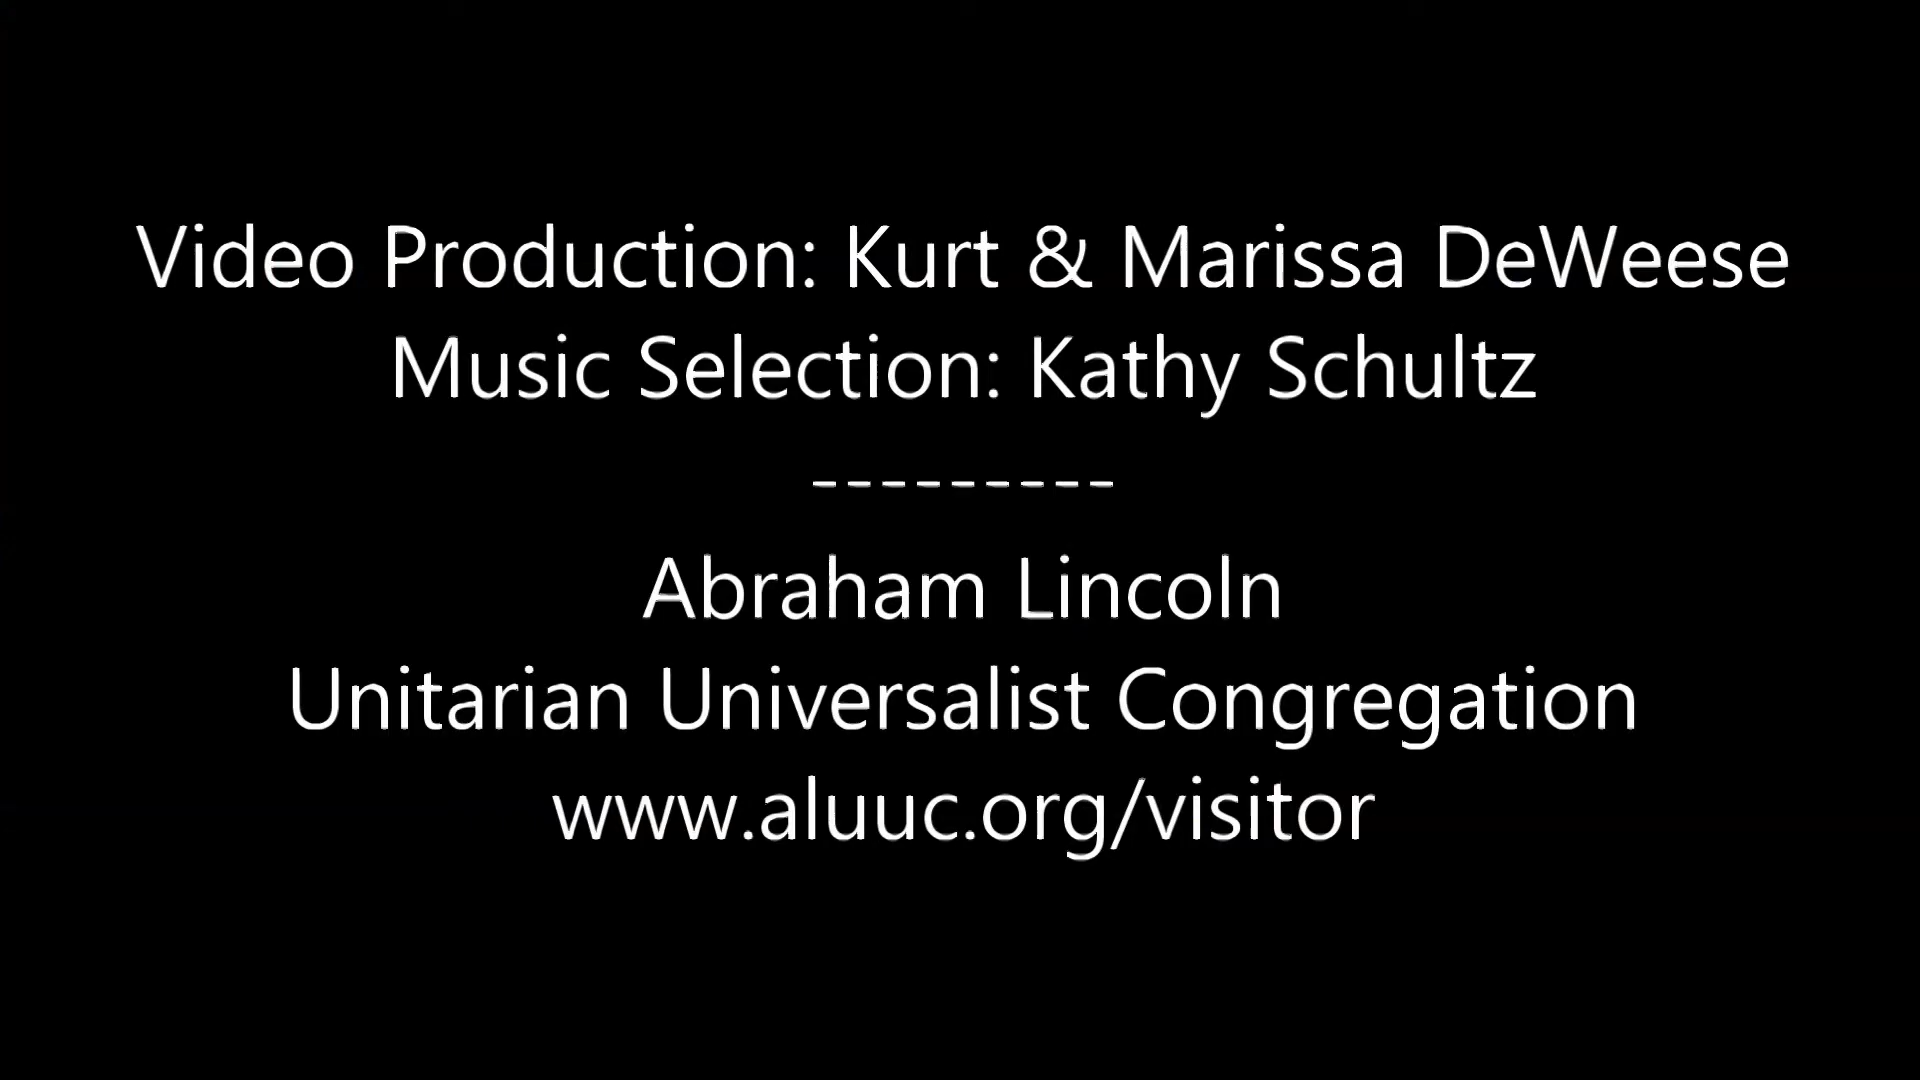 Video Production: Kurt & Marissa DeWeese
Music Selection: Kathy Schultz
---------
Abraham Lincoln
Unitarian Universalist Congregation
www.aluuc.org/visitor